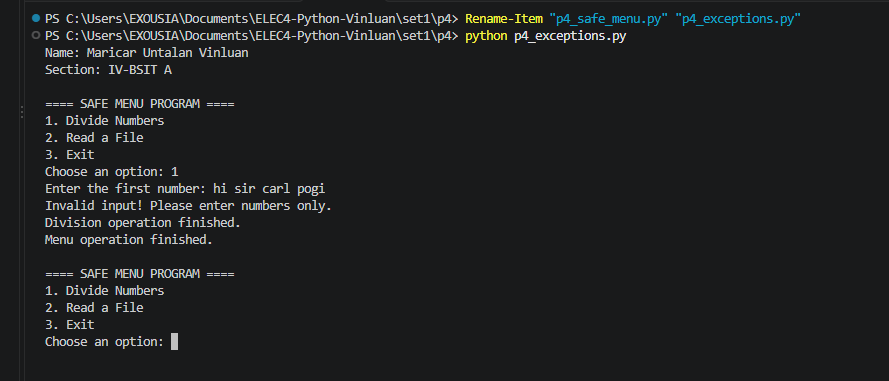 PS C:\Users\EXOUSIA\Documents\ELEC4-Python-Vinluan\set1\p4> Rename-Item "p4_safe_menu.py" "p4_exceptions.py"
PS C:\Users\EXOUSIA\Documents\ELEC4-Python-Vinluan\set1\p4> python p4_exceptions.py
Name: Maricar Untalan Vinluan
Section: IV-BSIT A
==== SAFE MENU PROGRAM ====
1. Divide Numbers
2. Read a File
3. Exit
Choose an option: 1
Enter the first number: hi sir carl pogi
Invalid input! Please enter numbers only.
Division operation finished.
Menu operation finished.
==== SAFE MENU PROGRAM ====
1. Divide Numbers
2. Read a File
3. Exit
Choose an option: